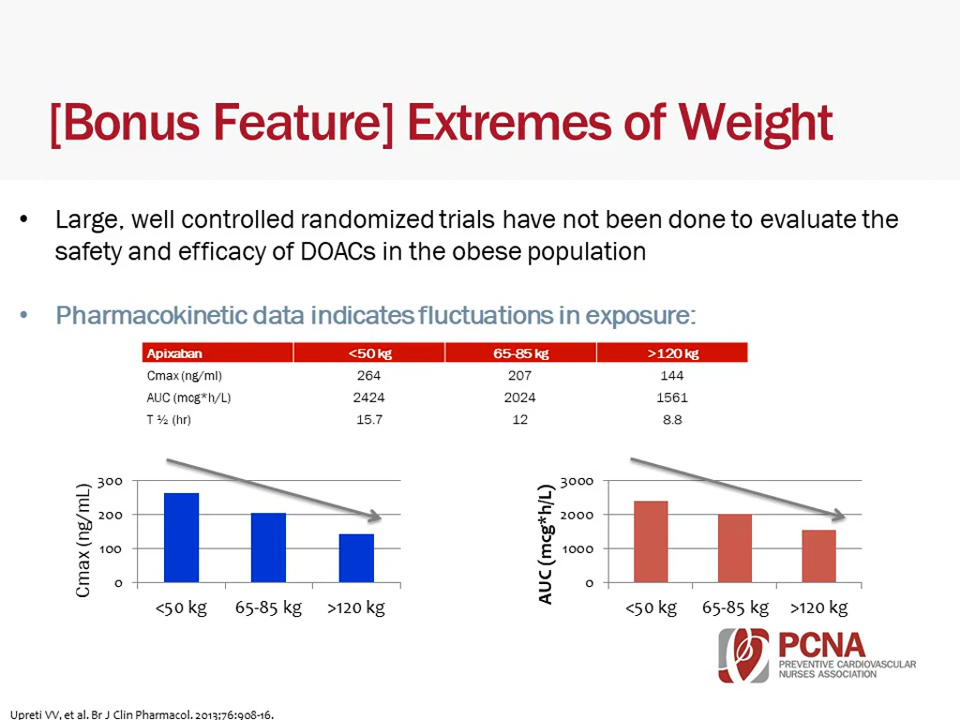 [Bonus Feature] Extremes of Weight
• Large, well controlled randomized trials have not been done to evaluate the
safety and efficacy of DOACs in the obese population
• Pharmacokinetic data indicates fluctuations in exposure:
Apixaban <50 kg 65-85 kg >120 kg
Cmax (ng/ml) 264 207 144
AUC (mcg*h/L) 2424 2024 1561
T ½ (hr) 15.7 12 8.8
Cmax (ng/mL)
300
200
100
0
<50 kg 65-85 kg >120 kg
AUC (mcg*h/L)
3000
2000
1000
0
<50 kg 65-85 kg >120 kg
PCNA
PREVENTIVE CARDIOVASCULAR
NURSES ASSOCIATION
Upreti VV, et al. Br J Clin Pharmacol. 2013;76:908-16.